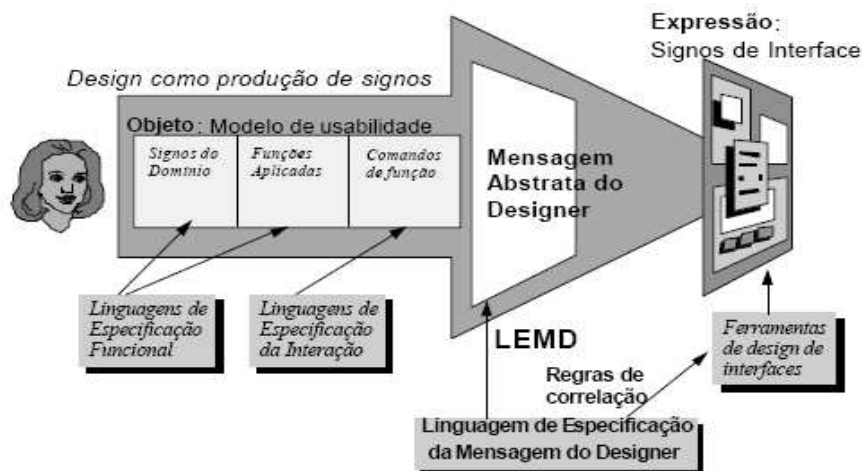 Expressão:
Signos de Interface
Design como produção de signos
Objeto: Modelo de usabilidade
Signos do
Domínio
Funções
Aplicadas
Comandos
de função
Mensagem
Abstrata do
Designer
Linguagens de
Especificação
Funcional
Linguagens de
Especificação
da Interação
LEMD
Regras de
correlação
Ferramentas
de design de
interfaces
Linguagem de Especificação
da Mensagem do Designer